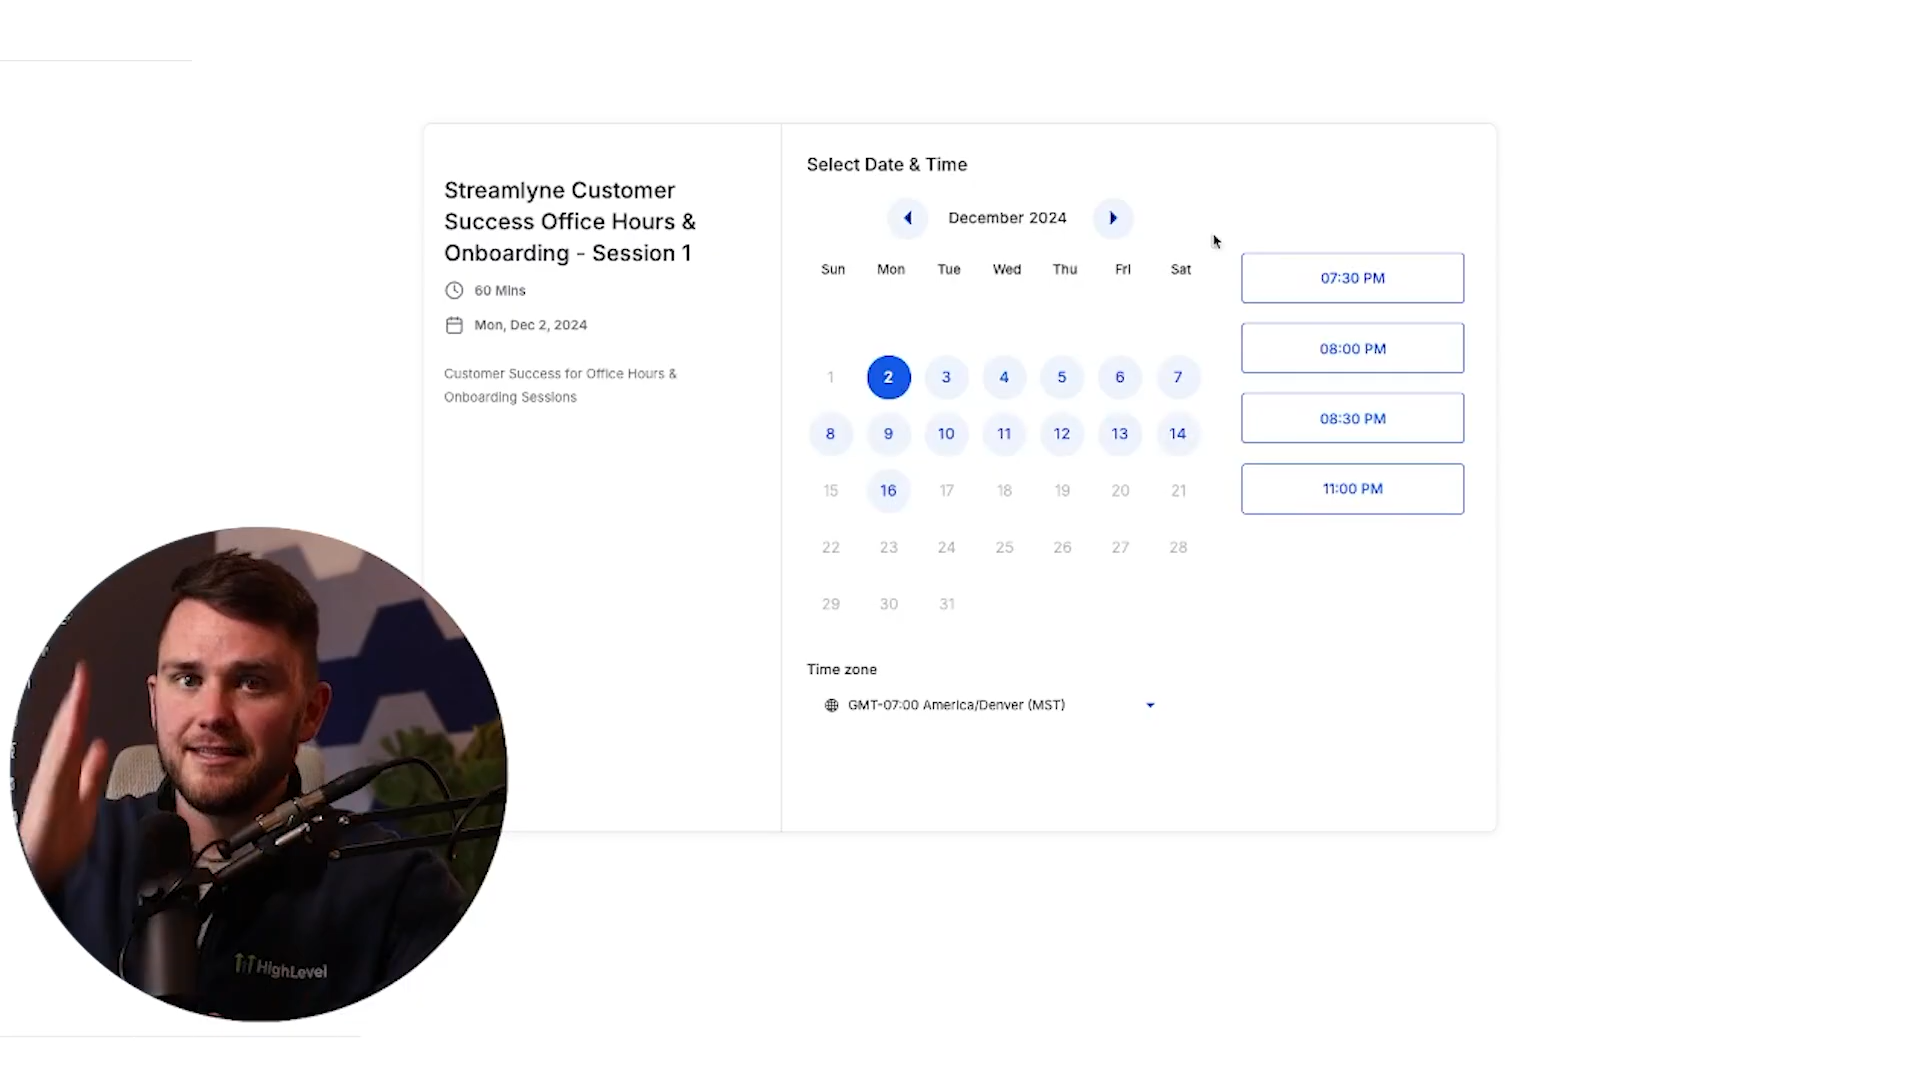 Streamlyne Customer
Success Office Hours &
Onboarding - Session 1
60 Mins
Mon, Dec 2, 2024
Customer Success for Office Hours &
Onboarding Sessions
Select Date & Time
December 2024
Sun Mon Tue Wed Thu Fri Sat
1 2 3 4 5 6 7
8 9 10 11 12 13 14
15 16 17 18 19 20 21
22 23 24 25 26 27 28
29 30 31
Time zone
GMT-07:00 America/Denver (MST)
07:30 PM
08:00 PM
08:30 PM
11:00 PM
HighLevel